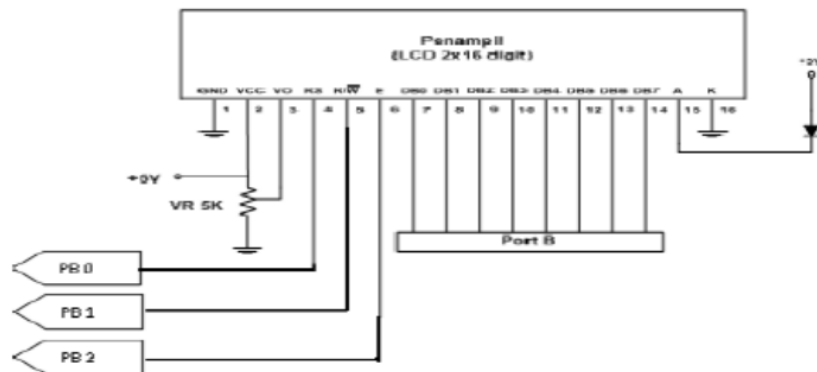 Penampil
(LCD 2x16 digit)
GND VCC VO RS R/W E DB0 DB1 DB2 DB3 DB4 DB5 DB6 DB7 A K
1 2 3 4 5 6 7 8 9 10 11 12 13 14 15 16
VR 5K
Port B
PB 0
PB 1
PB 2